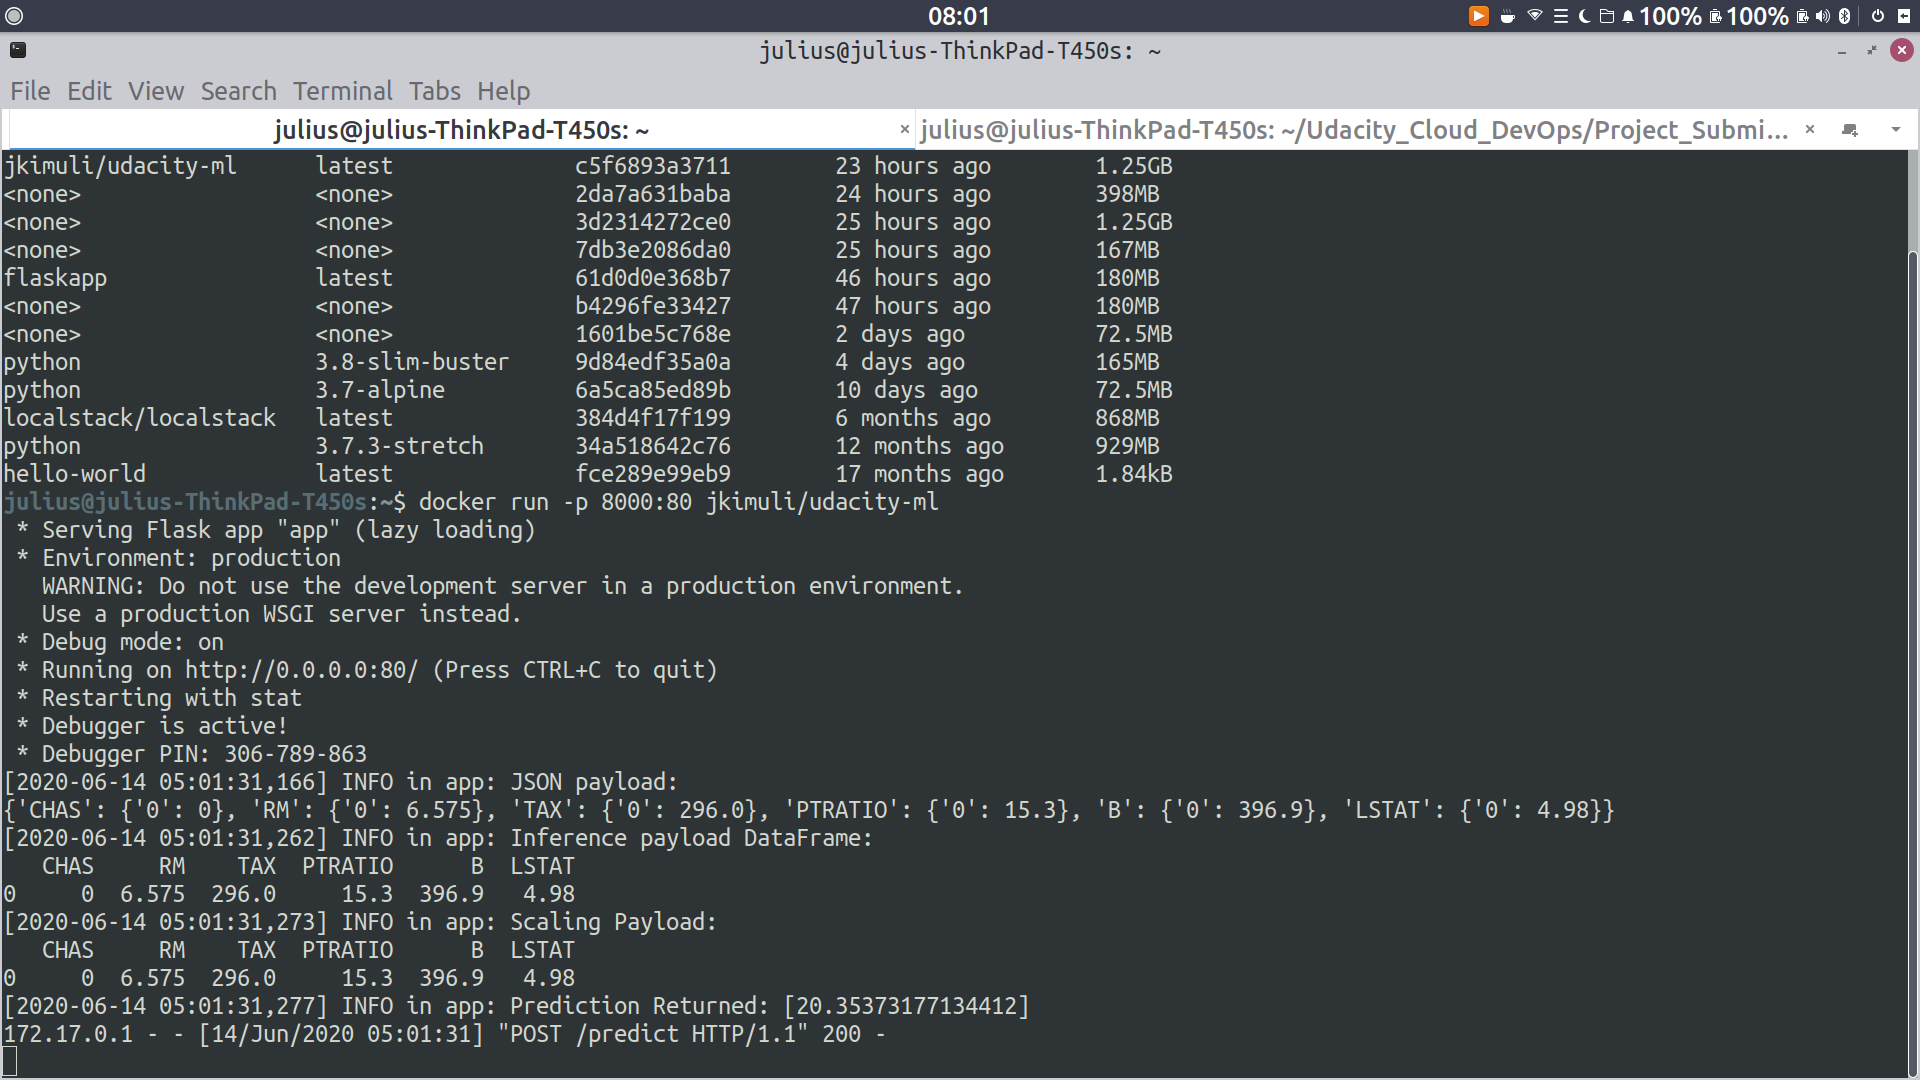 08:01
100% 100%
julius@julius-ThinkPad-T450s: ~
File Edit View Search Terminal Tabs Help
julius@julius-ThinkPad-T450s: ~ × julius@julius-ThinkPad-T450s: ~/Udacity_Cloud_DevOps/Project_Submi... ×
jkimuli/udacity-ml latest c5f6893a3711 23 hours ago 1.25GB
<none> <none> 2da7a631baba 24 hours ago 398MB
<none> <none> 3d2314272ce0 25 hours ago 1.25GB
<none> <none> 7db3e2086da0 25 hours ago 167MB
flaskapp latest 61d0d0e368b7 46 hours ago 180MB
<none> <none> b4296fe33427 47 hours ago 180MB
<none> <none> 1601be5c768e 2 days ago 72.5MB
python 3.8-slim-buster 9d84edf35a0a 4 days ago 165MB
python 3.7-alpine 6a5ca85ed89b 10 days ago 72.5MB
localstack/localstack latest 384d4f17f199 6 months ago 868MB
python 3.7.3-stretch 34a518642c76 12 months ago 929MB
hello-world latest fce289e99eb9 17 months ago 1.84kB
julius@julius-ThinkPad-T450s:~$ docker run -p 8000:80 jkimuli/udacity-ml
* Serving Flask app "app" (lazy loading)
* Environment: production
WARNING: Do not use the development server in a production environment.
Use a production WSGI server instead.
* Debug mode: on
* Running on http://0.0.0.0:80/ (Press CTRL+C to quit)
* Restarting with stat
* Debugger is active!
* Debugger PIN: 306-789-863
[2020-06-14 05:01:31,166] INFO in app: JSON payload:
{'CHAS': {'0': 0}, 'RM': {'0': 6.575}, 'TAX': {'0': 296.0}, 'PTRATIO': {'0': 15.3}, 'B': {'0': 396.9}, 'LSTAT': {'0': 4.98}}
[2020-06-14 05:01:31,262] INFO in app: Inference payload DataFrame:
CHAS RM TAX PTRATIO B LSTAT
0 0 6.575 296.0 15.3 396.9 4.98
[2020-06-14 05:01:31,273] INFO in app: Scaling Payload:
CHAS RM TAX PTRATIO B LSTAT
0 0 6.575 296.0 15.3 396.9 4.98
[2020-06-14 05:01:31,277] INFO in app: Prediction Returned: [20.35373177134412]
172.17.0.1 - - [14/Jun/2020 05:01:31] "POST /predict HTTP/1.1" 200 -